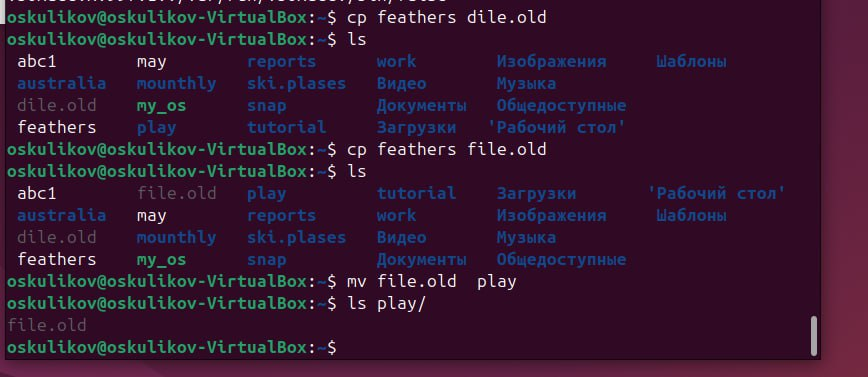 oskulikov@oskulikov-VirtualBox:~$ cp feathers dile.old
oskulikov@oskulikov-VirtualBox:~$ ls
abc1 may reports work Изображения Шаблоны
australia mounthly ski.plases Видео Музыка
dile.old my_os snap Документы Общедоступные
feathers play tutorial Загрузки 'Рабочий стол'
oskulikov@oskulikov-VirtualBox:~$ cp feathers file.old
oskulikov@oskulikov-VirtualBox:~$ ls
abc1 file.old play tutorial Загрузки 'Рабочий стол'
australia may reports work Изображения Шаблоны
dile.old mounthly ski.plases Видео Музыка
feathers my_os snap Документы Общедоступные
oskulikov@oskulikov-VirtualBox:~$ mv file.old  play
oskulikov@oskulikov-VirtualBox:~$ ls play/
file.old
oskulikov@oskulikov-VirtualBox:~$